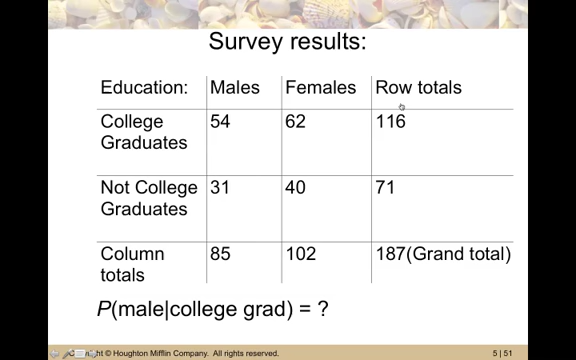 Survey results:
Education: Males Females Row totals
College Graduates 54 62 116
Not College Graduates 31 40 71
Column totals 85 102 187(Grand total)
P(male|college grad) = ?
© Houghton Mifflin Company. All rights reserved. 5 | 51